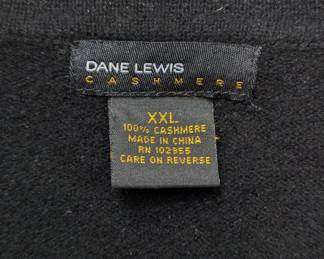 DANE LEWIS
CASHMERE
XXL
100% CASHMERE
MADE IN CHINA
RN 102955
CARE ON REVERSE